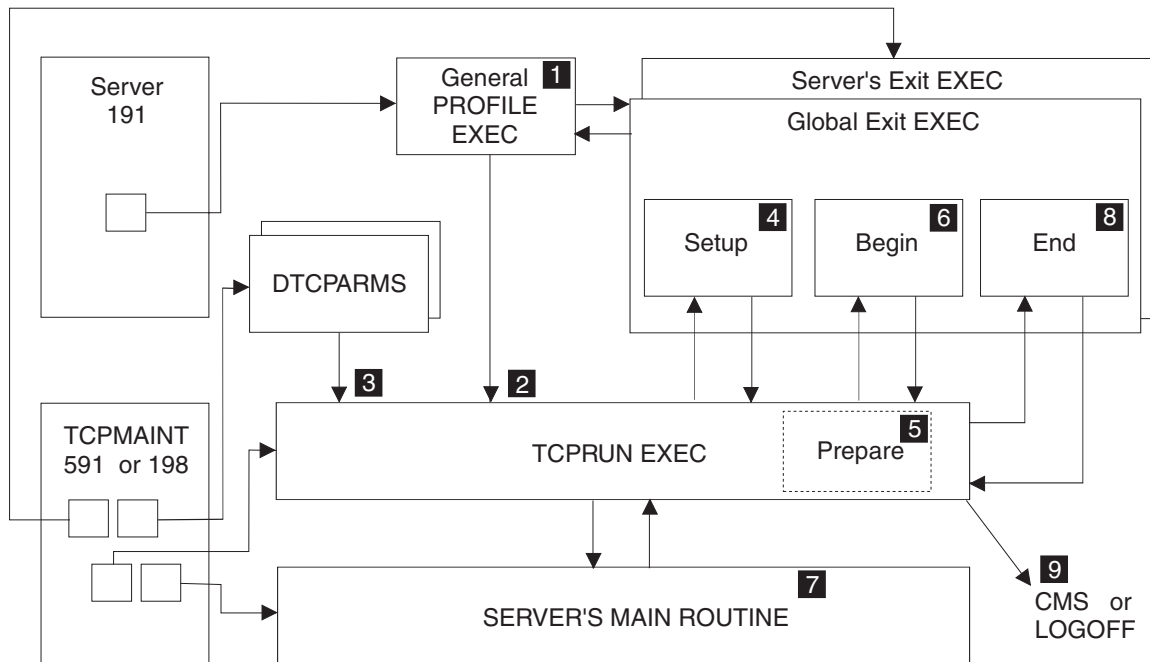 Server
191
General
PROFILE
EXEC
1
Server's Exit EXEC
Global Exit EXEC
Setup
4
Begin
6
End
8
DTCPARMS
3
2
TCPMAINT
591 or 198
TCPRUN EXEC
Prepare
5
SERVER'S MAIN ROUTINE
7
9
CMS or
LOGOFF